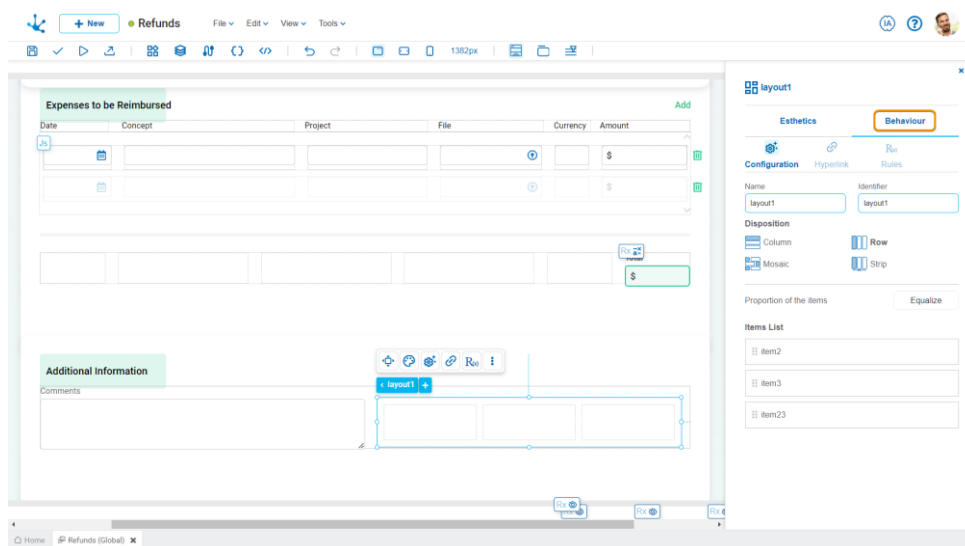 + New
Refunds
File Edit View Tools
IA
?
</>
1382px
layout1
Esthetics Behaviour
R(x)
Configuration Hyperlink Rules
Name Identifier
layout1 layout1
Disposition
Column Row
Mosaic Strip
Proportion of the items Equalize
Items List
item2
item3
item23
Expenses to be Reimbursed Add
Date Concept Project File Currency Amount
Js
$
$
Rx
Total
$
Additional Information
R(x)
< layout1 +
Comments
Rx
Rx
Rx
Rx
Home Refunds (Global)